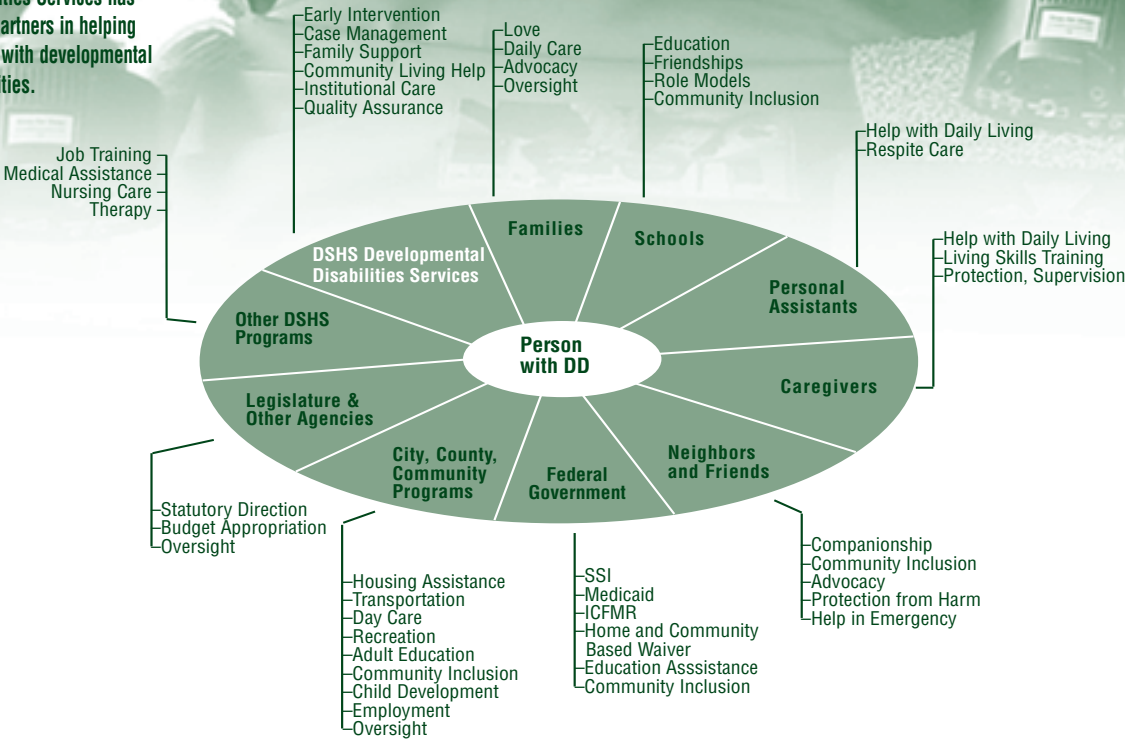 Services has
artners in helping
with developmental
ties.
Early Intervention
Case Management
Family Support
Community Living Help
Institutional Care
Quality Assurance
Love
Daily Care
Advocacy
Oversight
Education
Friendships
Role Models
Community Inclusion
Help with Daily Living
Respite Care
Job Training
Medical Assistance
Nursing Care
Therapy
Help with Daily Living
Living Skills Training
Protection, Supervision
DSHS Developmental
Disabilities Services
Families
Schools
Personal
Assistants
Other DSHS
Programs
Person
with DD
Caregivers
Legislature &
Other Agencies
City, County,
Community
Programs
Federal
Government
Neighbors
and Friends
Statutory Direction
Budget Appropriation
Oversight
Housing Assistance
Transportation
Day Care
Recreation
Adult Education
Community Inclusion
Child Development
Employment
Oversight
SSI
Medicaid
ICFMR
Home and Community
Based Waiver
Education Asssistance
Community Inclusion
Companionship
Community Inclusion
Advocacy
Protection from Harm
Help in Emergency